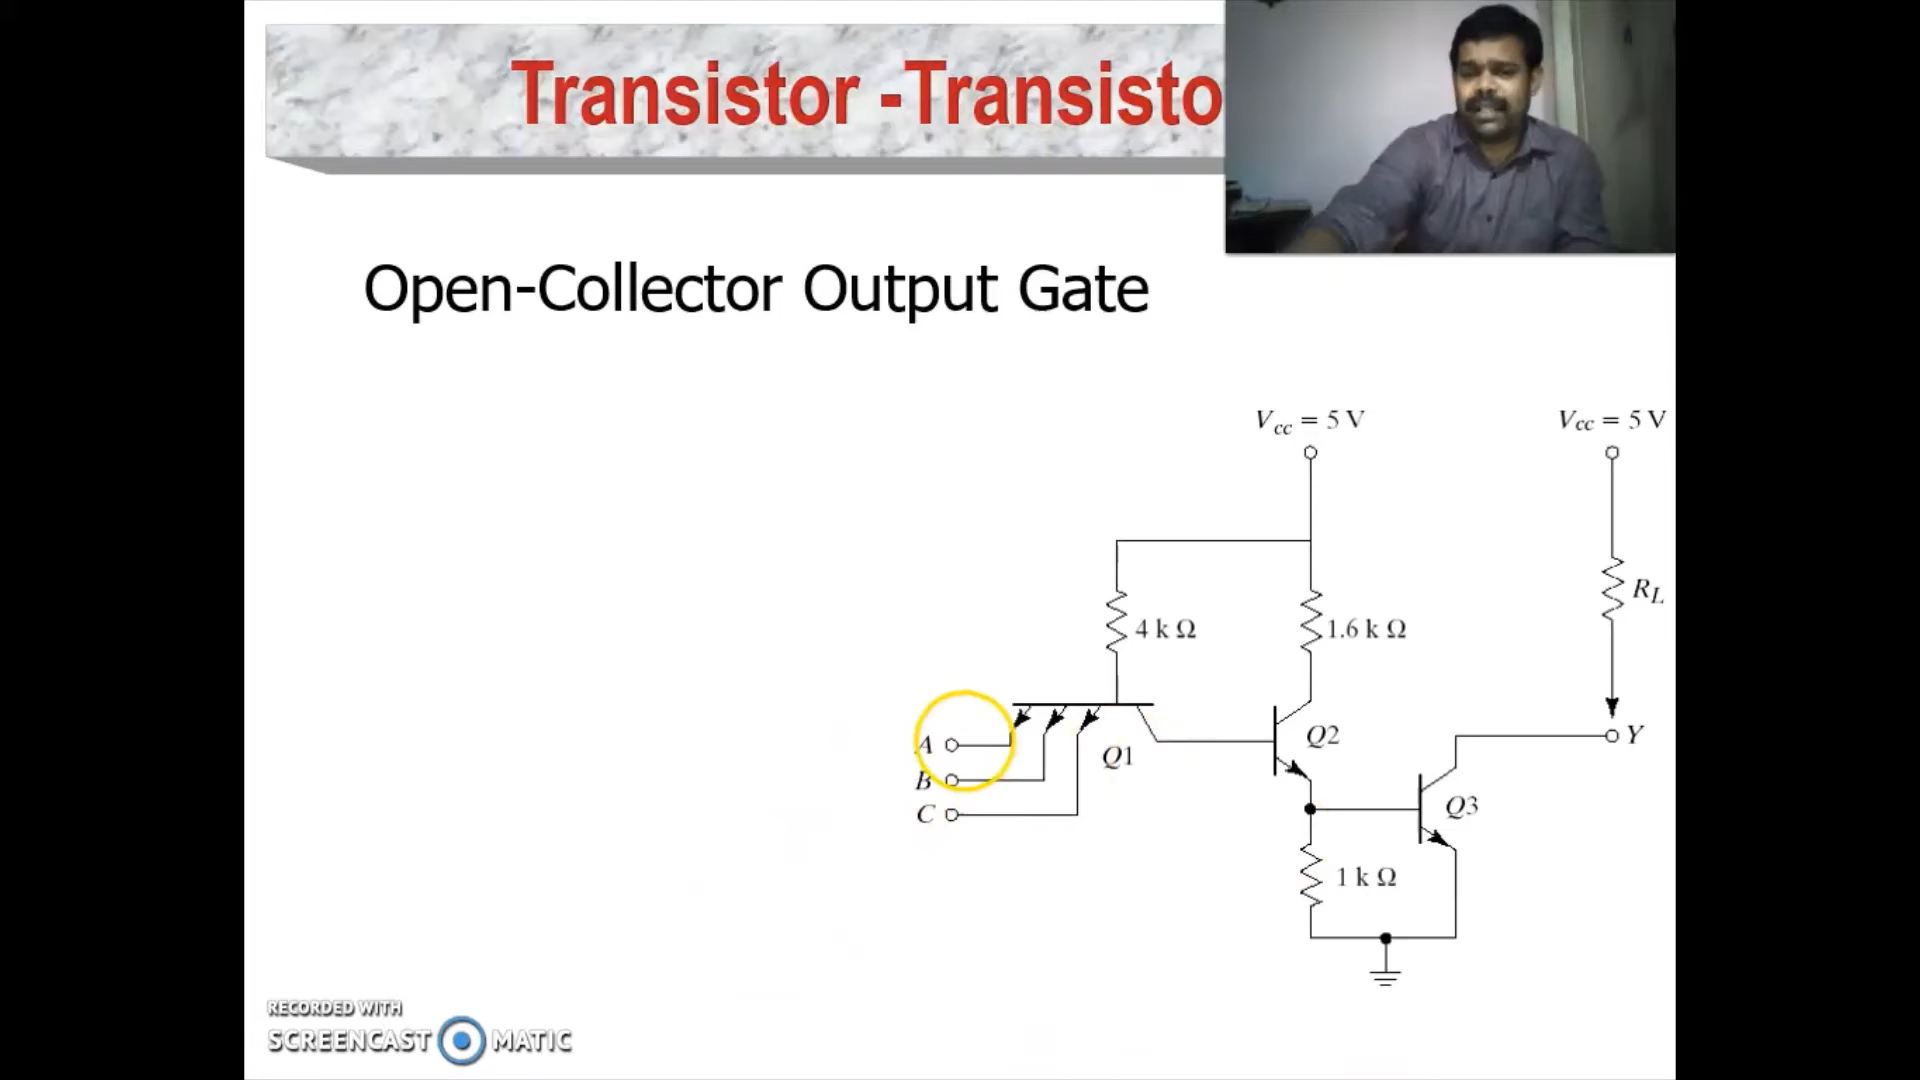 Transistor -Transisto
Open-Collector Output Gate
Vcc = 5 V
Vcc = 5 V
RL
4 k Ω
1.6 k Ω
A
B
C
Q1
Q2
Y
Q3
1 k Ω
RECORDED WITH
SCREENCAST MATIC